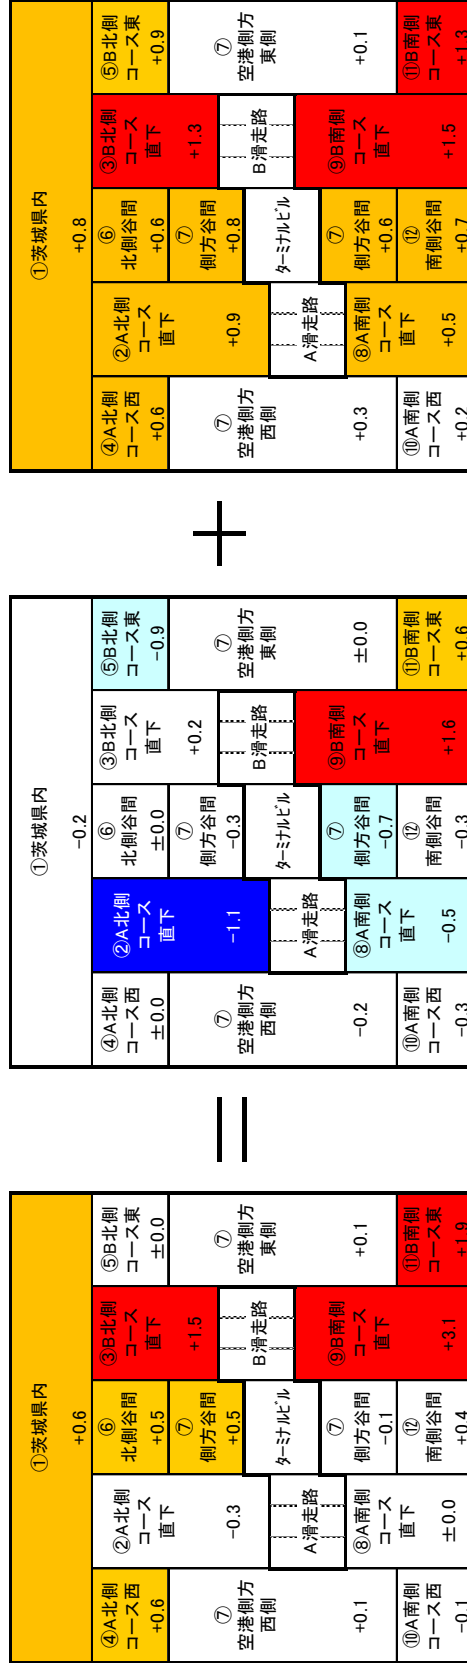 ①茨城県内
+0.6
④A北側
コース西
+0.6
②A北側
コース
直下
−0.3
⑥
北側谷間
+0.5
③B北側
コース
直下
+1.5
⑤B北側
コース東
±0.0
⑦
側方谷間
+0.5
⑦
空港側方
西側
+0.1
⑦
空港側方
東側
+0.1
A滑走路
ターミナルビル
B滑走路
⑧A南側
コース
直下
±0.0
⑦
側方谷間
−0.1
⑨B南側
コース
直下
+3.1
⑩A南側
コース西
−0.1
⑫
南側谷間
+0.4
⑪B南側
コース東
+1.9
＝
①茨城県内
−0.2
④A北側
コース西
±0.0
②A北側
コース
直下
−1.1
⑥
北側谷間
±0.0
③B北側
コース
直下
+0.2
⑤B北側
コース東
−0.9
⑦
側方谷間
−0.3
⑦
空港側方
西側
−0.2
⑦
空港側方
東側
±0.0
A滑走路
ターミナルビル
B滑走路
⑧A南側
コース
直下
−0.5
⑦
側方谷間
−0.7
⑨B南側
コース
直下
+1.6
⑩A南側
コース西
−0.3
⑫
南側谷間
−0.3
⑪B南側
コース東
+0.6
＋
①茨城県内
+0.8
④A北側
コース西
+0.6
②A北側
コース
直下
+0.9
⑥
北側谷間
+0.6
③B北側
コース
直下
+1.3
⑤B北側
コース東
+0.9
⑦
側方谷間
+0.8
⑦
空港側方
西側
+0.3
⑦
空港側方
東側
+0.1
A滑走路
ターミナルビル
B滑走路
⑧A南側
コース
直下
+0.5
⑦
側方谷間
+0.6
⑨B南側
コース
直下
+1.5
⑩A南側
コース西
+0.2
⑫
南側谷間
+0.7
⑪B南側
コース東
+1.3